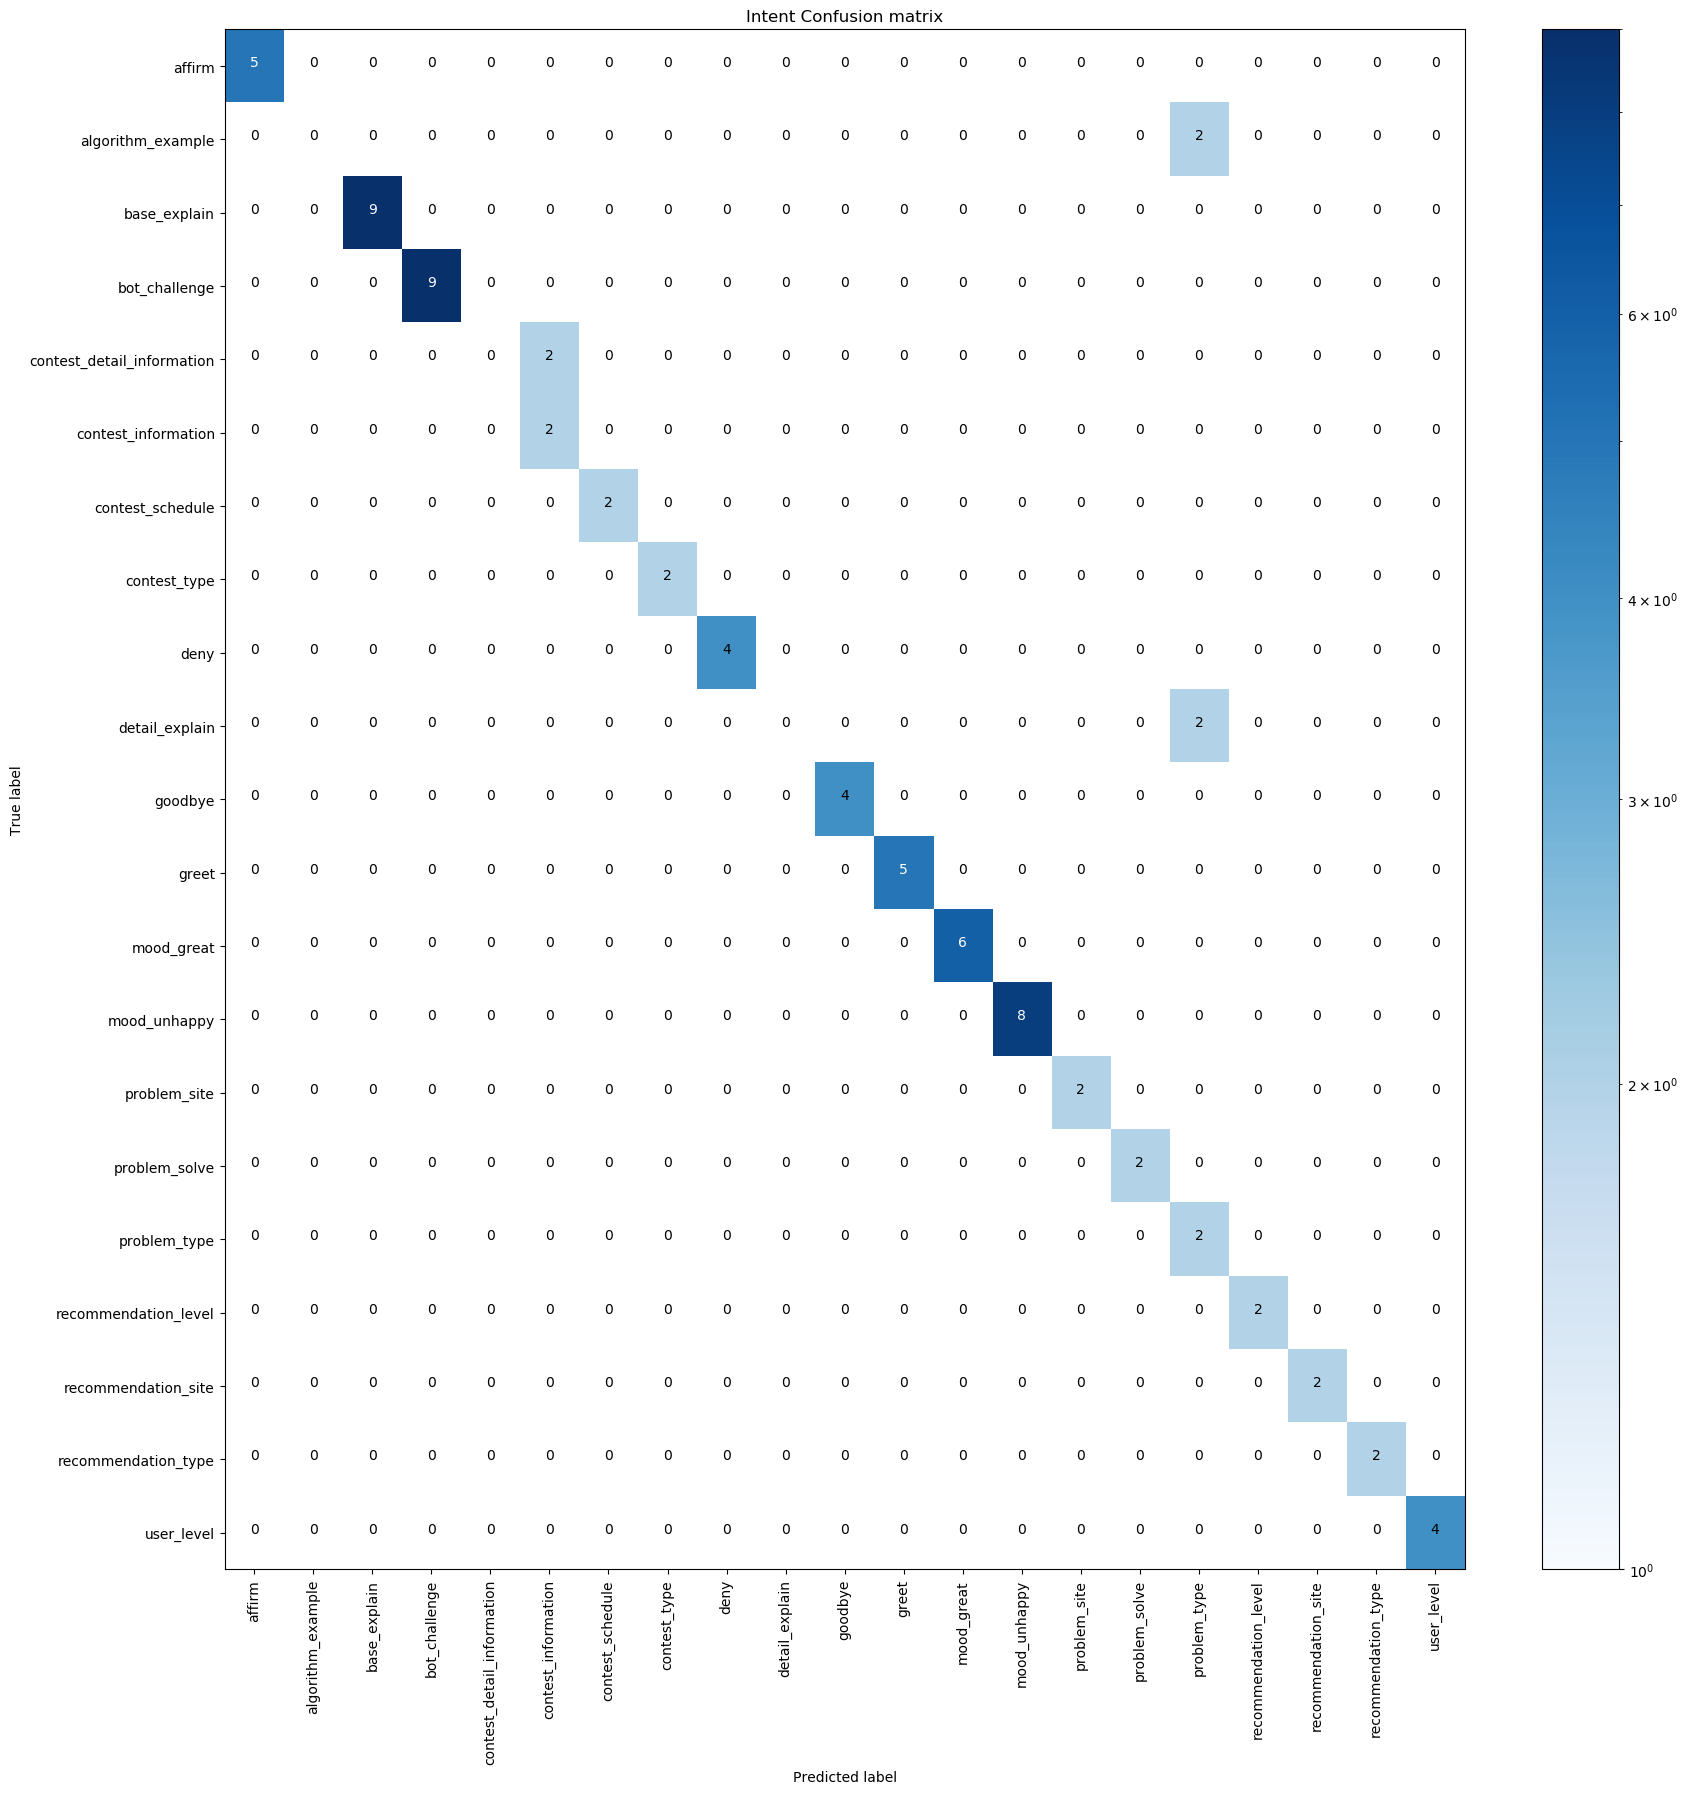 Intent Confusion matrix
affirm 5 0 0 0 0 0 0 0 0 0 0 0 0 0 0 0 0 0 0 0 0
algorithm_example 0 0 0 0 0 0 0 0 0 0 0 0 0 0 0 0 2 0 0 0 0
base_explain 0 0 9 0 0 0 0 0 0 0 0 0 0 0 0 0 0 0 0 0 0
bot_challenge 0 0 0 9 0 0 0 0 0 0 0 0 0 0 0 0 0 0 0 0 0
contest_detail_information 0 0 0 0 0 2 0 0 0 0 0 0 0 0 0 0 0 0 0 0 0
contest_information 0 0 0 0 0 2 0 0 0 0 0 0 0 0 0 0 0 0 0 0 0
contest_schedule 0 0 0 0 0 0 2 0 0 0 0 0 0 0 0 0 0 0 0 0 0
contest_type 0 0 0 0 0 0 0 2 0 0 0 0 0 0 0 0 0 0 0 0 0
deny 0 0 0 0 0 0 0 0 4 0 0 0 0 0 0 0 0 0 0 0 0
detail_explain 0 0 0 0 0 0 0 0 0 0 0 0 0 0 0 0 2 0 0 0 0
goodbye 0 0 0 0 0 0 0 0 0 0 4 0 0 0 0 0 0 0 0 0 0
greet 0 0 0 0 0 0 0 0 0 0 0 5 0 0 0 0 0 0 0 0 0
mood_great 0 0 0 0 0 0 0 0 0 0 0 0 6 0 0 0 0 0 0 0 0
mood_unhappy 0 0 0 0 0 0 0 0 0 0 0 0 0 8 0 0 0 0 0 0 0
problem_site 0 0 0 0 0 0 0 0 0 0 0 0 0 0 2 0 0 0 0 0 0
problem_solve 0 0 0 0 0 0 0 0 0 0 0 0 0 0 0 2 0 0 0 0 0
problem_type 0 0 0 0 0 0 0 0 0 0 0 0 0 0 0 0 2 0 0 0 0
recommendation_level 0 0 0 0 0 0 0 0 0 0 0 0 0 0 0 0 0 2 0 0 0
recommendation_site 0 0 0 0 0 0 0 0 0 0 0 0 0 0 0 0 0 0 2 0 0
recommendation_type 0 0 0 0 0 0 0 0 0 0 0 0 0 0 0 0 0 0 0 2 0
user_level 0 0 0 0 0 0 0 0 0 0 0 0 0 0 0 0 0 0 0 0 4
True label
affirm
algorithm_example
base_explain
bot_challenge
contest_detail_information
contest_information
contest_schedule
contest_type
deny
detail_explain
goodbye
greet
mood_great
mood_unhappy
problem_site
problem_solve
problem_type
recommendation_level
recommendation_site
recommendation_type
user_level
Predicted label
6 × 10⁰
4 × 10⁰
3 × 10⁰
2 × 10⁰
10⁰